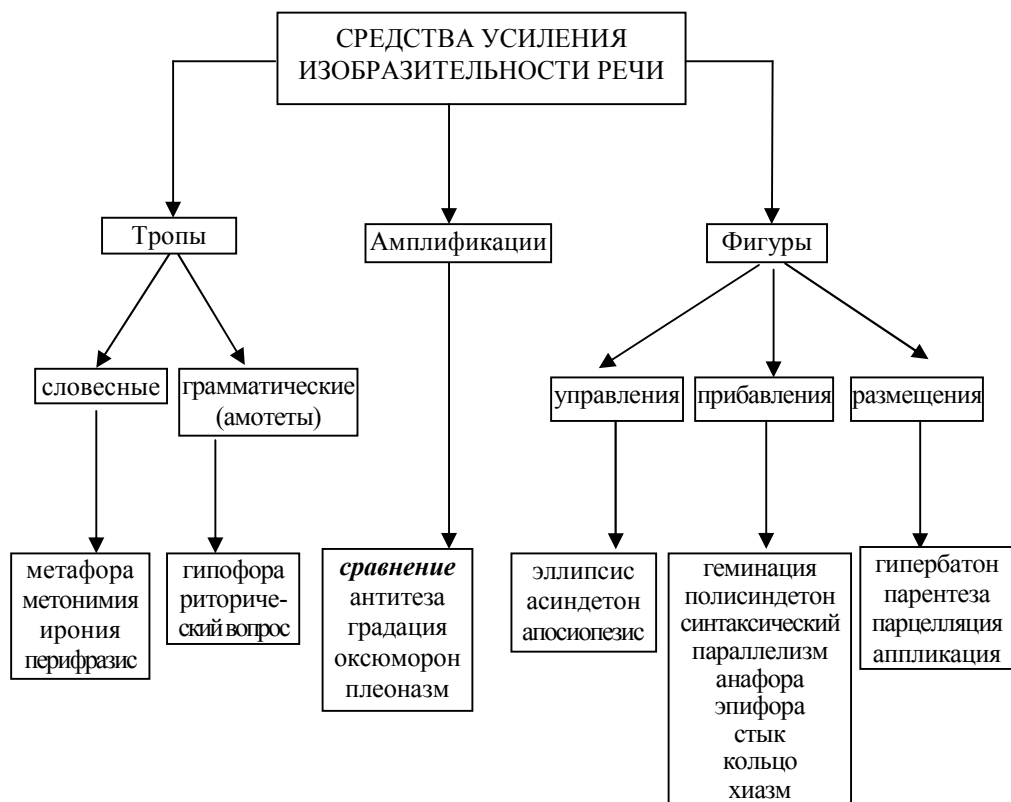 СРЕДСТВА УСИЛЕНИЯ
ИЗОБРАЗИТЕЛЬНОСТИ РЕЧИ
Тропы
Амплификации
Фигуры
словесные
грамматические
(амотеты)
управления
прибавления
размещения
метафора
метонимия
ирония
перифразис
гипофора
риториче-
ский вопрос
сравнение
антитеза
градация
оксюморон
плеоназм
эллипсис
асиндетон
апосиопезис
геминация
полисиндетон
синтаксический
параллелизм
анафора
эпифора
стык
кольцо
хиазм
гипербатон
парентеза
парцелляция
аппликация